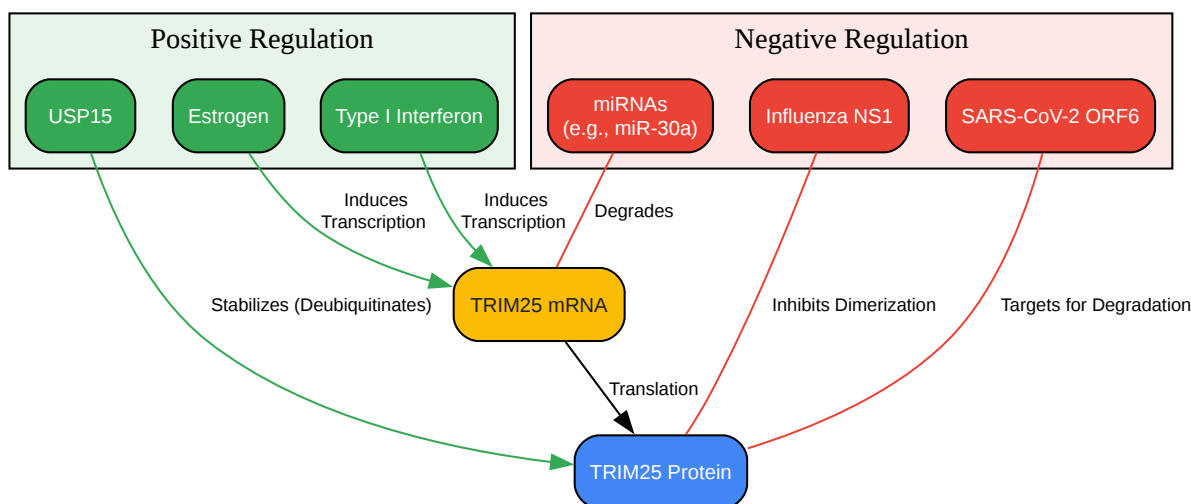 Positive Regulation
Negative Regulation
USP15
Estrogen
Type I Interferon
miRNAs
(e.g., miR-30a)
Influenza NS1
SARS-CoV-2 ORF6
Induces
Transcription
Induces
Transcription
Degrades
Stabilizes (Deubiquitinates)
TRIM25 mRNA
Inhibits Dimerization
Targets for Degradation
Translation
TRIM25 Protein